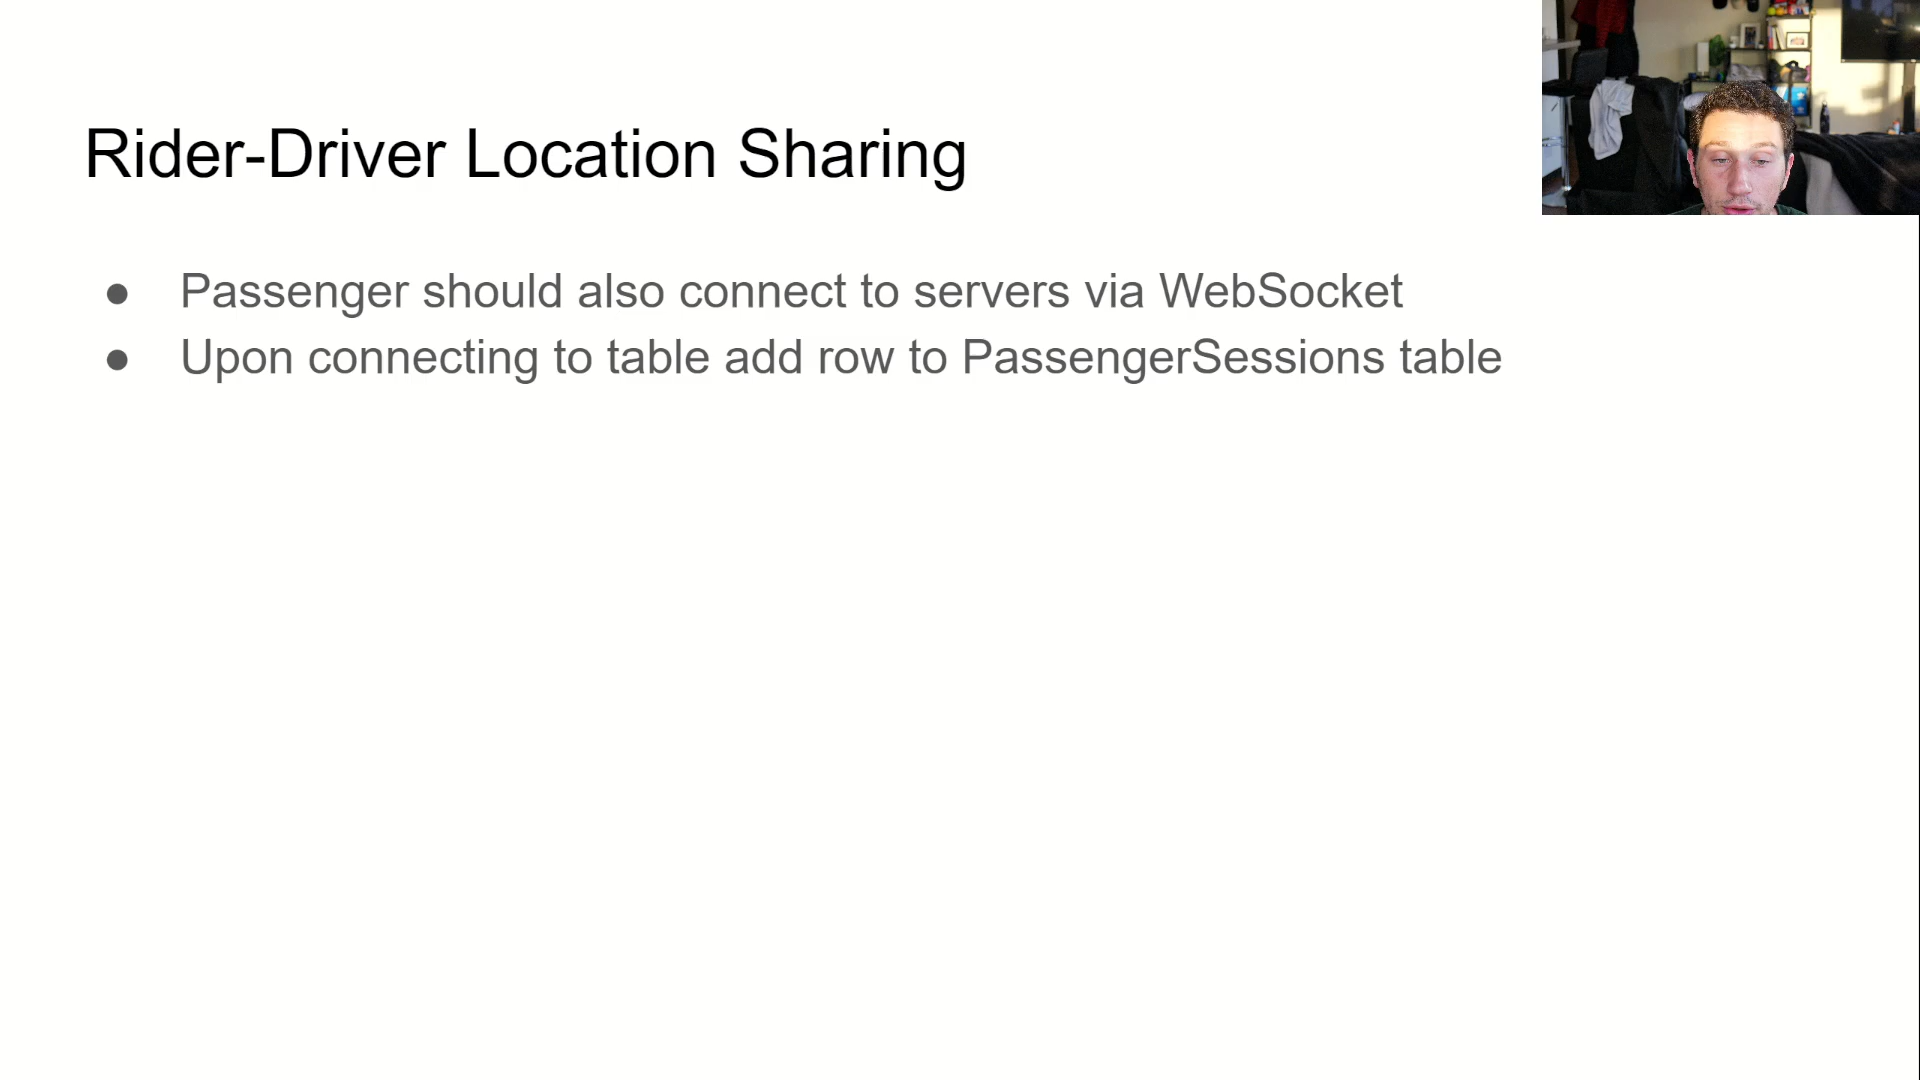 Rider-Driver Location Sharing
● Passenger should also connect to servers via WebSocket
● Upon connecting to table add row to PassengerSessions table